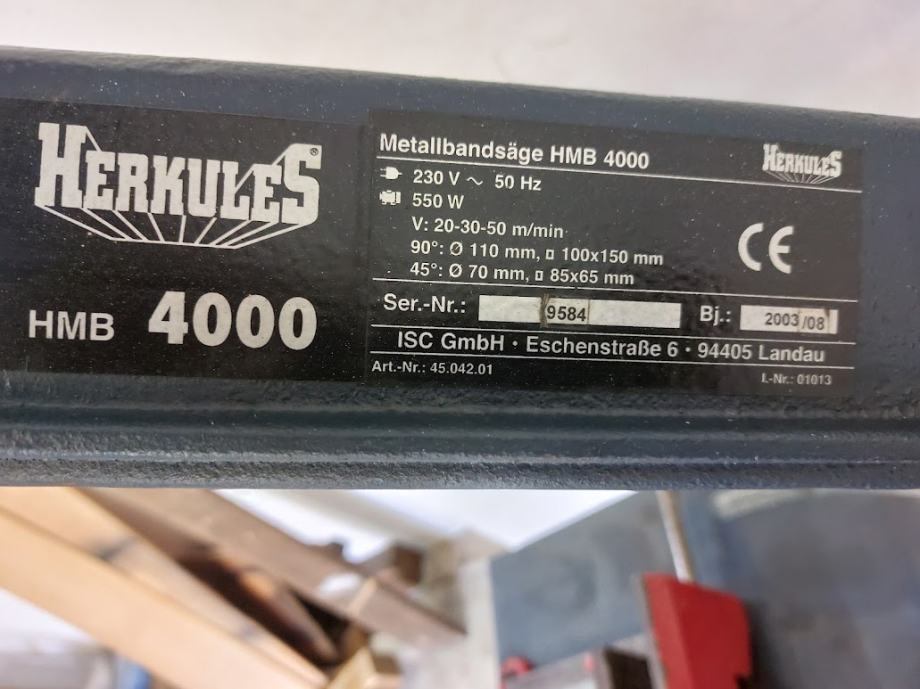 HERKULES®
HMB 4000
Metallbandsäge HMB 4000
HERKULES
230 V ~ 50 Hz
550 W
V: 20-30-50 m/min
90°: Ø 110 mm, □ 100x150 mm
45°: Ø 70 mm, □ 85x65 mm
CE
Ser.-Nr.: 9584 Bj.: 2003/08
ISC GmbH · Eschenstraße 6 · 94405 Landau
Art.-Nr.: 45.042.01 I.-Nr.: 01013